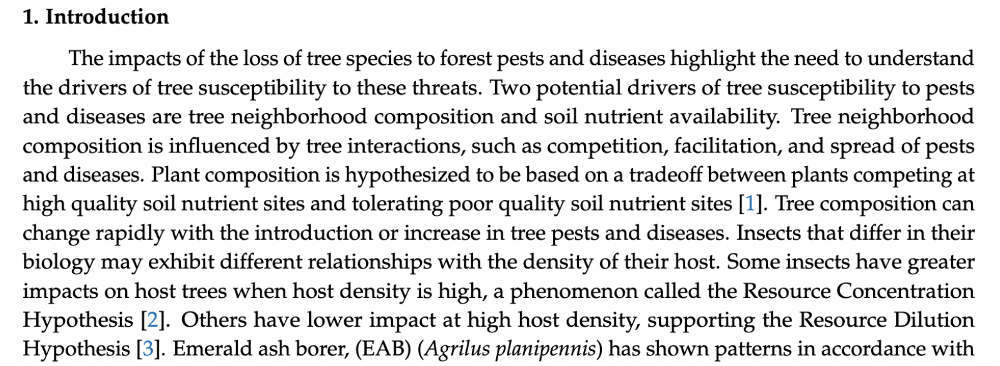 1. Introduction
The impacts of the loss of tree species to forest pests and diseases highlight the need to understand
the drivers of tree susceptibility to these threats. Two potential drivers of tree susceptibility to pests
and diseases are tree neighborhood composition and soil nutrient availability. Tree neighborhood
composition is influenced by tree interactions, such as competition, facilitation, and spread of pests
and diseases. Plant composition is hypothesized to be based on a tradeoff between plants competing at
high quality soil nutrient sites and tolerating poor quality soil nutrient sites [1]. Tree composition can
change rapidly with the introduction or increase in tree pests and diseases. Insects that differ in their
biology may exhibit different relationships with the density of their host. Some insects have greater
impacts on host trees when host density is high, a phenomenon called the Resource Concentration
Hypothesis [2]. Others have lower impact at high host density, supporting the Resource Dilution
Hypothesis [3]. Emerald ash borer, (EAB) (Agrilus planipennis) has shown patterns in accordance with